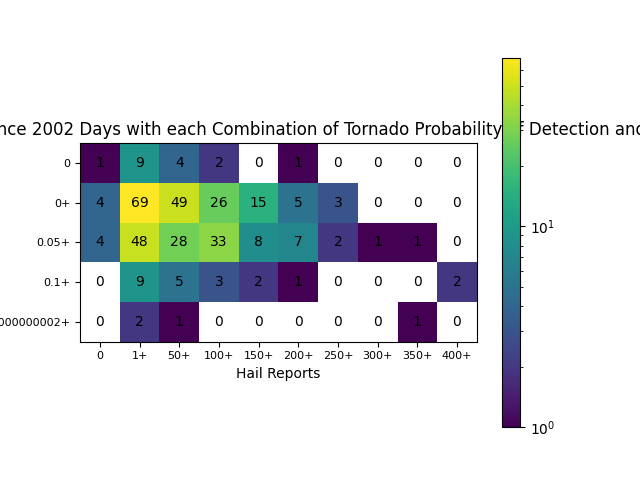 2002 Days with each Combination of Tornado Probability of Detection
0 1 9 4 2 0 1 0 0 0 0
0+ 4 69 49 26 15 5 3 0 0 0
0.05+ 4 48 28 33 8 7 2 1 1 0
0.1+ 0 9 5 3 2 1 0 0 0 2
000000002+ 0 2 1 0 0 0 0 0 1 0
0 1+ 50+ 100+ 150+ 200+ 250+ 300+ 350+ 400+
Hail Reports
10^1
10^0